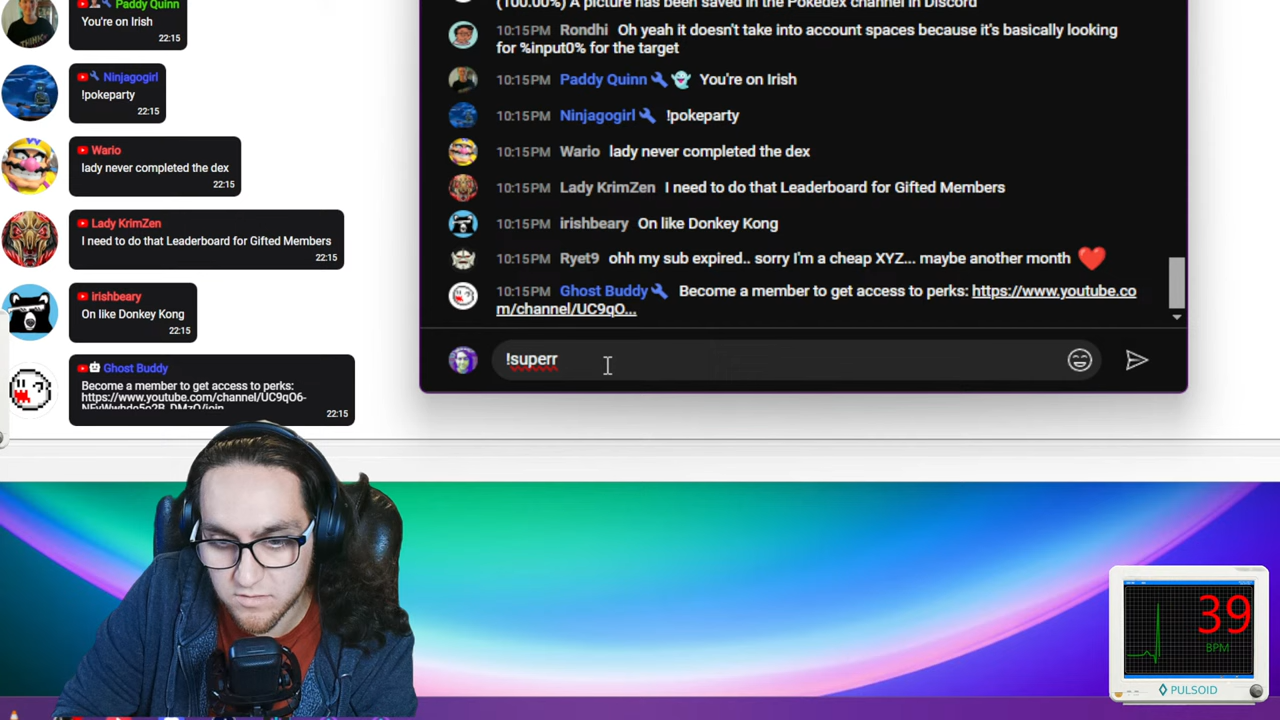 Paddy Quinn
You're on Irish
22:15
Ninjagogirl
!pokeparty
22:15
Wario
lady never completed the dex
22:15
Lady KrimZen
I need to do that Leaderboard for Gifted Members
22:15
irishbeary
On like Donkey Kong
22:15
Ghost Buddy
Become a member to get access to perks:
https://www.youtube.com/channel/UC9qO6-
22:15
(100.00%) A picture has been saved in the Pokedex channel in Discord
10:15PM Rondhi Oh yeah it doesn't take into account spaces because it's basically looking
for %input0% for the target
10:15PM Paddy Quinn You're on Irish
10:15PM Ninjagogirl !pokeparty
10:15PM Wario lady never completed the dex
10:15PM Lady KrimZen I need to do that Leaderboard for Gifted Members
10:15PM irishbeary On like Donkey Kong
10:15PM Ryet9 ohh my sub expired.. sorry I'm a cheap XYZ... maybe another month
10:15PM Ghost Buddy Become a member to get access to perks: https://www.youtube.co
m/channel/UC9qO...
!superr
39
BPM
PULSOID